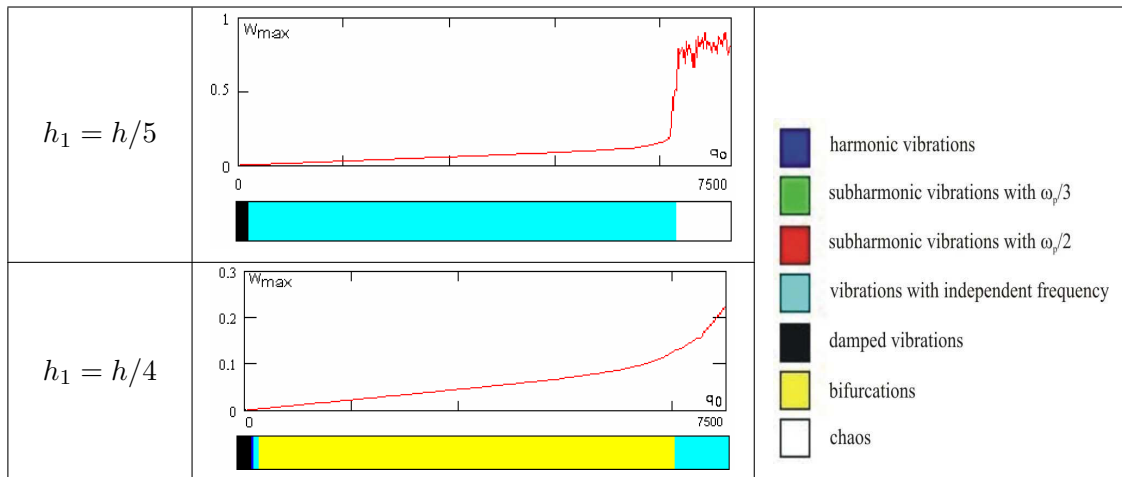 h₁ = h/5
1
Wmax
0.5
0
q₀
0
7500
h₁ = h/4
0.3
Wmax
0.2
0.1
0
q₀
0
7500
harmonic vibrations
subharmonic vibrations with ωₚ/3
subharmonic vibrations with ωₚ/2
vibrations with independent frequency
damped vibrations
bifurcations
chaos